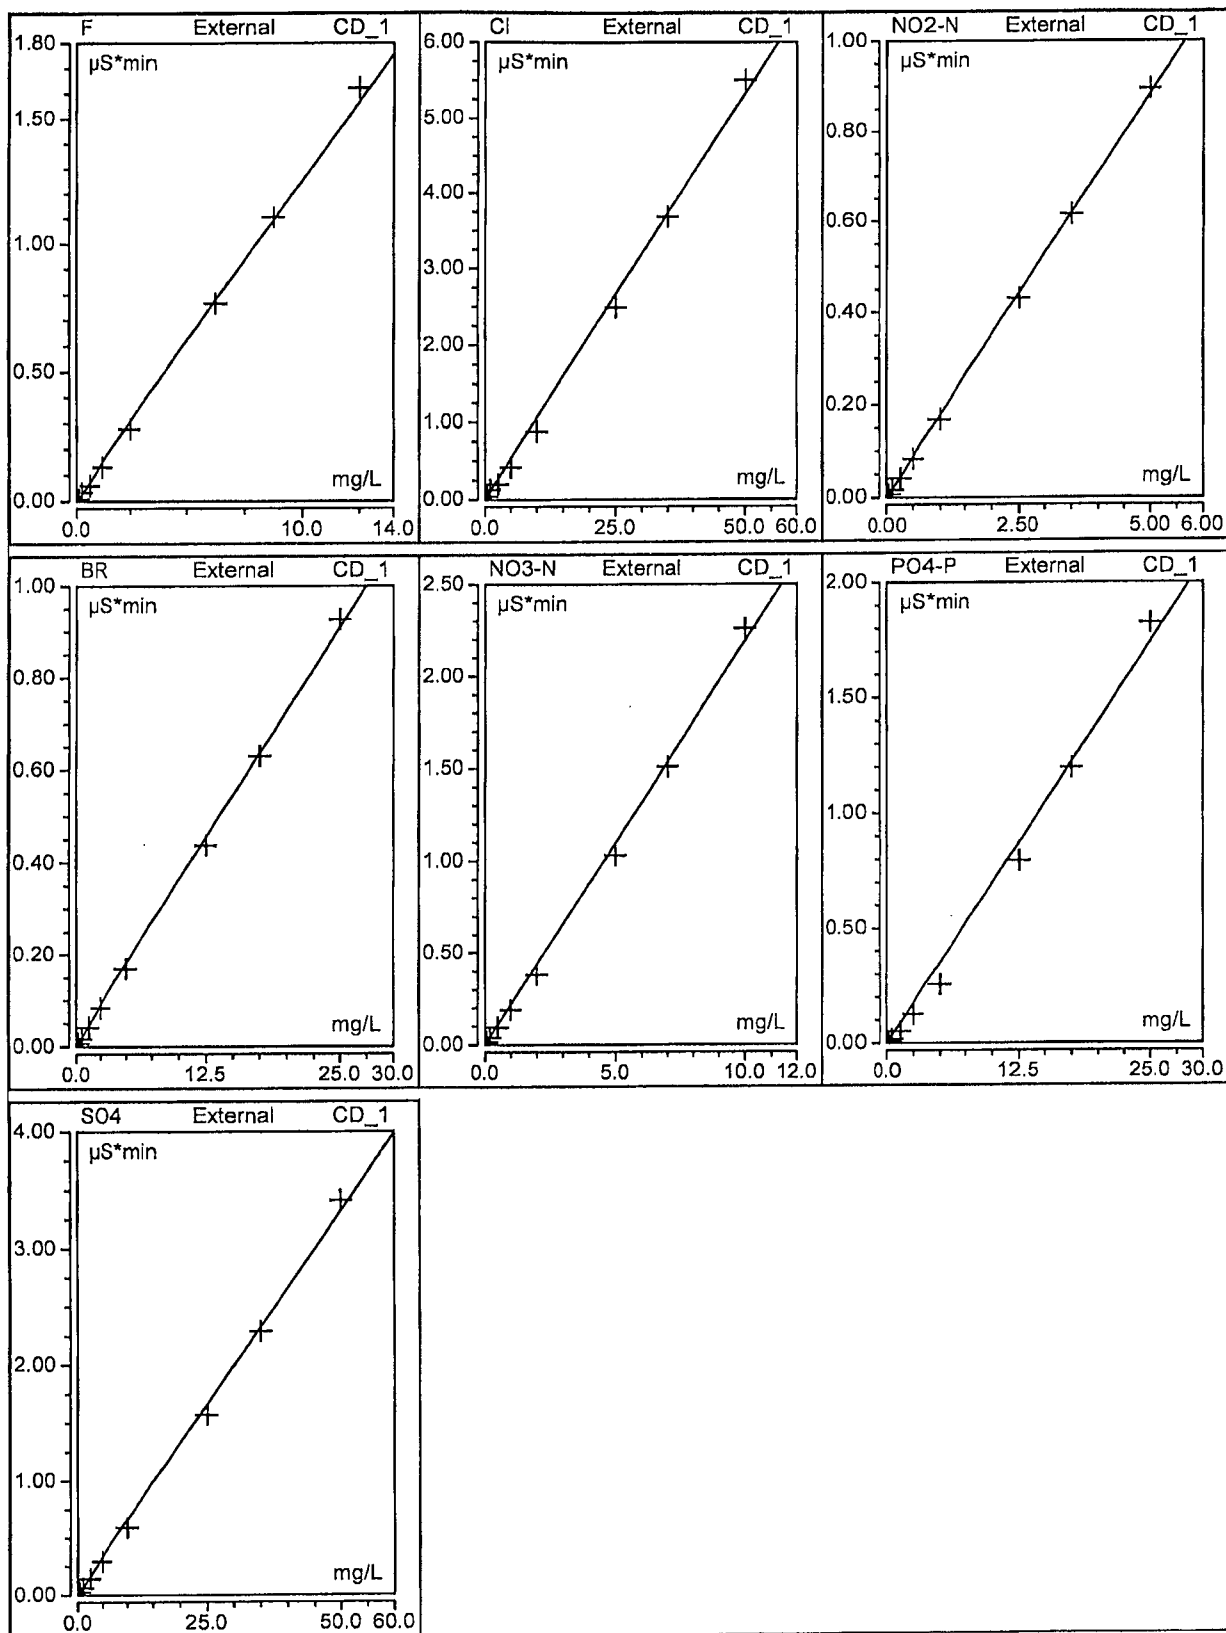 F External CD_1
1.80
µS*min
1.50
1.00
0.50
0.00
mg/L
0.0 10.0 14.0
Cl External CD_1
6.00
µS*min
5.00
4.00
3.00
2.00
1.00
0.00
mg/L
0.0 25.0 50.0 60.0
NO2-N External CD_1
1.00
µS*min
0.80
0.60
0.40
0.20
0.00
mg/L
0.00 2.50 5.00 6.00
BR External CD_1
1.00
µS*min
0.80
0.60
0.40
0.20
0.00
mg/L
0.0 12.5 25.0 30.0
NO3-N External CD_1
2.50
µS*min
2.00
1.50
1.00
0.50
0.00
mg/L
0.0 5.0 10.0 12.0
PO4-P External CD_1
2.00
µS*min
1.50
1.00
0.50
0.00
mg/L
0.0 12.5 25.0 30.0
SO4 External CD_1
4.00
µS*min
3.00
2.00
1.00
0.00
mg/L
0.0 25.0 50.0 60.0